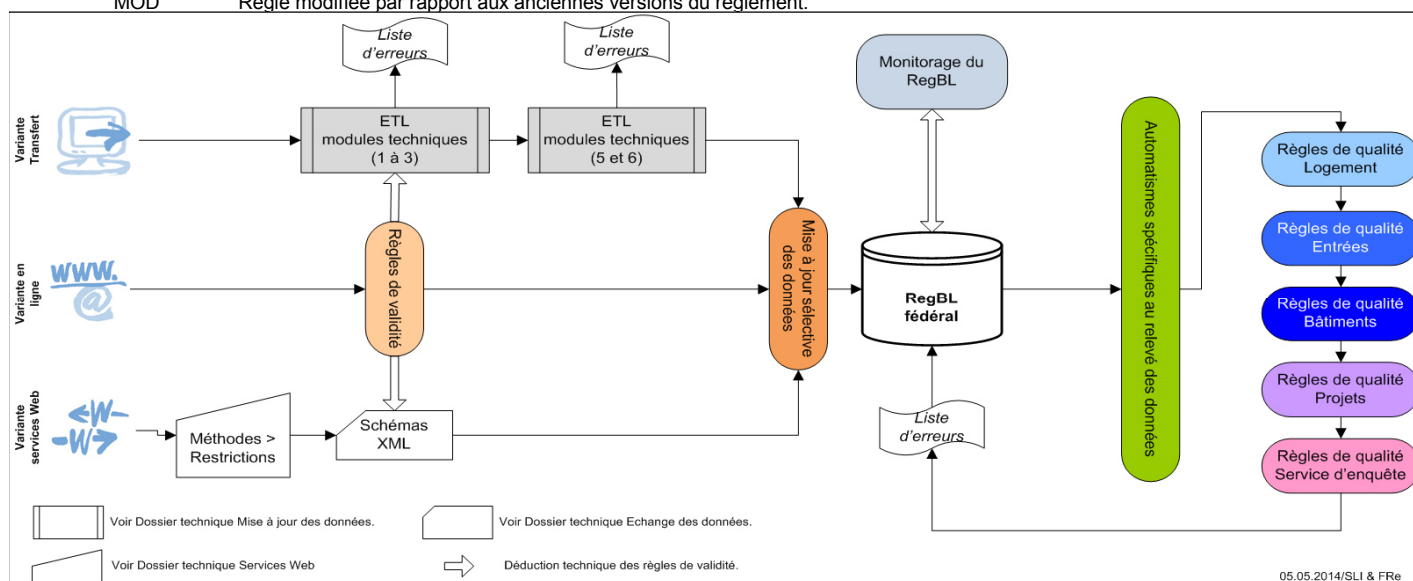 MOD Règle modifiée par rapport aux anciennes versions du règlement.
Liste
d'erreurs
Liste
d'erreurs
Monitorage du
RegBL
Variante
Transfert
ETL
modules techniques
(1 à 3)
ETL
modules techniques
(5 et 6)
Automatismes spécifiques au relevé des données
Règles de qualité
Logement
Règles de qualité
Entrées
Variante en
ligne
www.
@
Règles de validité
Mise à jour sélective
des données
RegBL
fédéral
Règles de qualité
Bâtiments
Règles de qualité
Projets
Variante
services Web
W
W
Méthodes >
Restrictions
Schémas
XML
Liste
d'erreurs
Règles de qualité
Service d'enquête
Voir Dossier technique Mise à jour des données.
Voir Dossier technique Echange des données.
Voir Dossier technique Services Web
Déduction technique des règles de validité.
05.05.2014/SLI & FRe